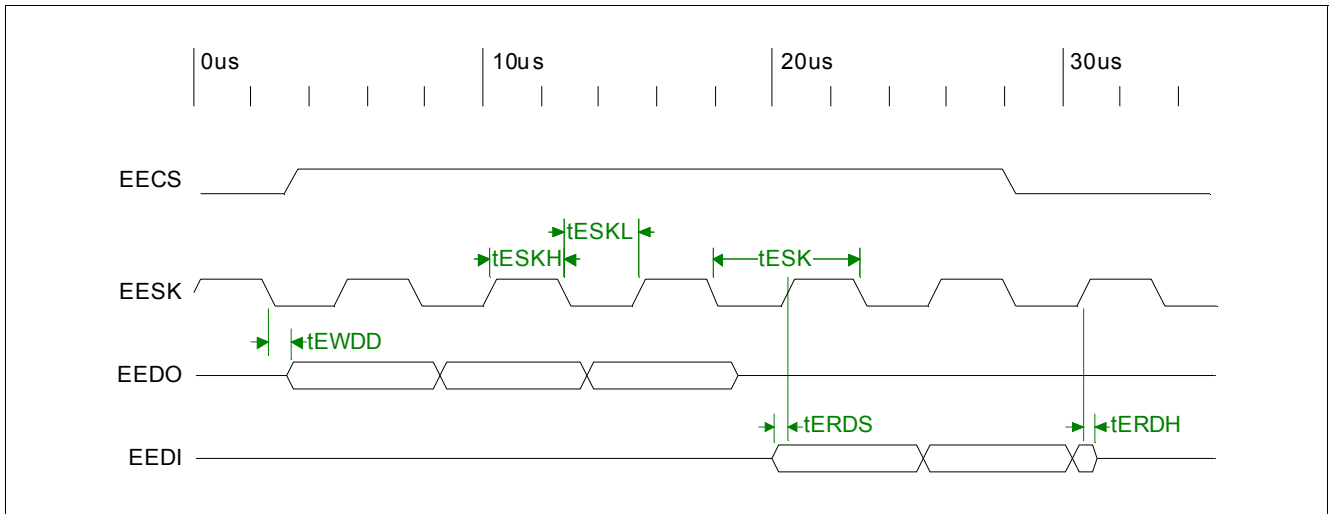 0us 10us 20us 30us
EECS
tESKL
tESKH tESK
EESK
tEWDD
EEDO
tERDS tERDH
EEDI